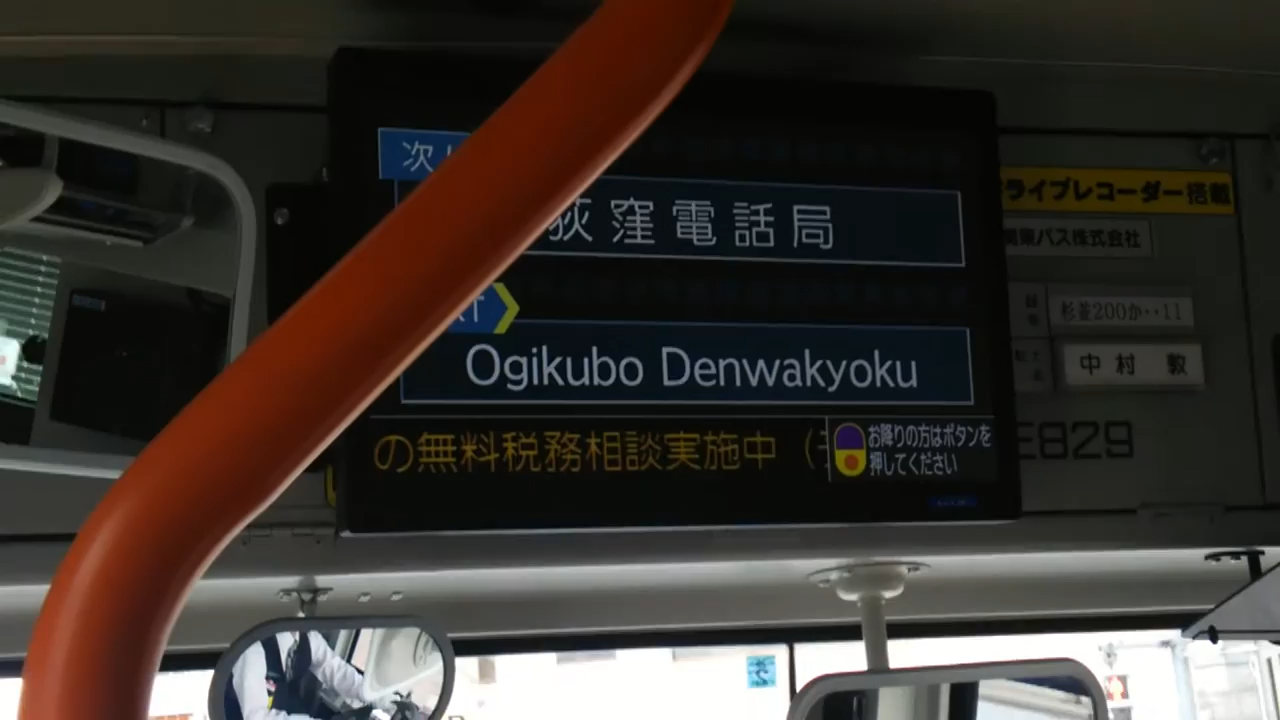 次
荻窪電話局
Ogikubo Denwakyoku
の無料税務相談実施中（
お降りの方はボタンを
押してください
ドライブレコーダー搭載
関東バス株式会社
杉並200か・・11
中村 敦
E829